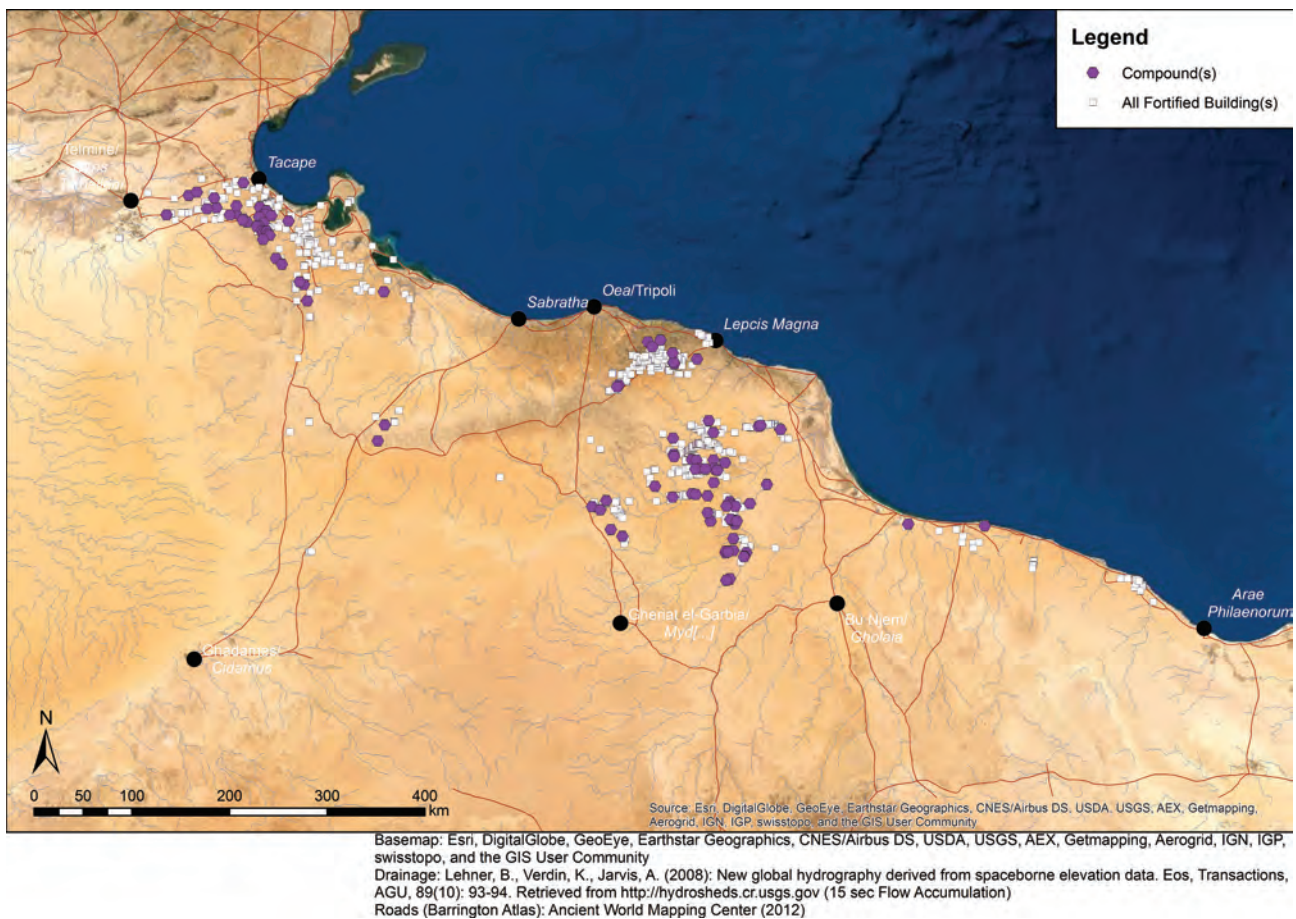 Legend
Compound(s)
All Fortified Building(s)
Telmine/
Tacape
Sabratha
Oea/Tripoli
Lepcis Magna
Gheriat el-Garbia/
Myd[...]
Bu Njem/
Gholaia
Arae
Philaenorum
Ghadames/
Cidamus
N
0 50 100 200 300 400
km
Source: Esri, DigitalGlobe, GeoEye, Earthstar Geographics, CNES/Airbus DS, USDA, USGS, AEX, Getmapping,
Aerogrid, IGN, IGP, swisstopo, and the GIS User Community
Basemap: Esri, DigitalGlobe, GeoEye, Earthstar Geographics, CNES/Airbus DS, USDA, USGS, AEX, Getmapping, Aerogrid, IGN, IGP,
swisstopo, and the GIS User Community
Drainage: Lehner, B., Verdin, K., Jarvis, A. (2008): New global hydrography derived from spaceborne elevation data. Eos, Transactions,
AGU, 89(10): 93-94. Retrieved from http://hydrosheds.cr.usgs.gov (15 sec Flow Accumulation)
Roads (Barrington Atlas): Ancient World Mapping Center (2012)